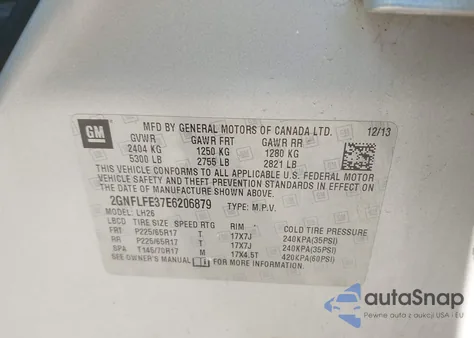 GM
MFD BY GENERAL MOTORS OF CANADA LTD. 12/13
GVWR GAWR FRT GAWR RR
2404 KG 1250 KG 1280 KG
5300 LB 2755 LB 2821 LB
THIS VEHICLE CONFORMS TO ALL APPLICABLE U.S. FEDERAL MOTOR
VEHICLE SAFETY AND THEFT PREVENTION STANDARDS IN EFFECT ON
THE DATE OF MANUFACTURE SHOWN ABOVE.
2GNFLFE37E6206879 TYPE: M.P.V.
MODEL: LH26
LBCD TIRE SIZE SPEED RTG RIM COLD TIRE PRESSURE
FRT P225/65R17 T 17X7J 240KPA(35PSI)
RR P225/65R17 T 17X7J 240KPA(35PSI)
SPA T145/70R17 M 17X4.5T 420KPA(60PSI)
SEE OWNER'S MANUAL FOR ADDITIONAL INFORMATION
autaSnap
Pewne auta z aukcji USA i EU